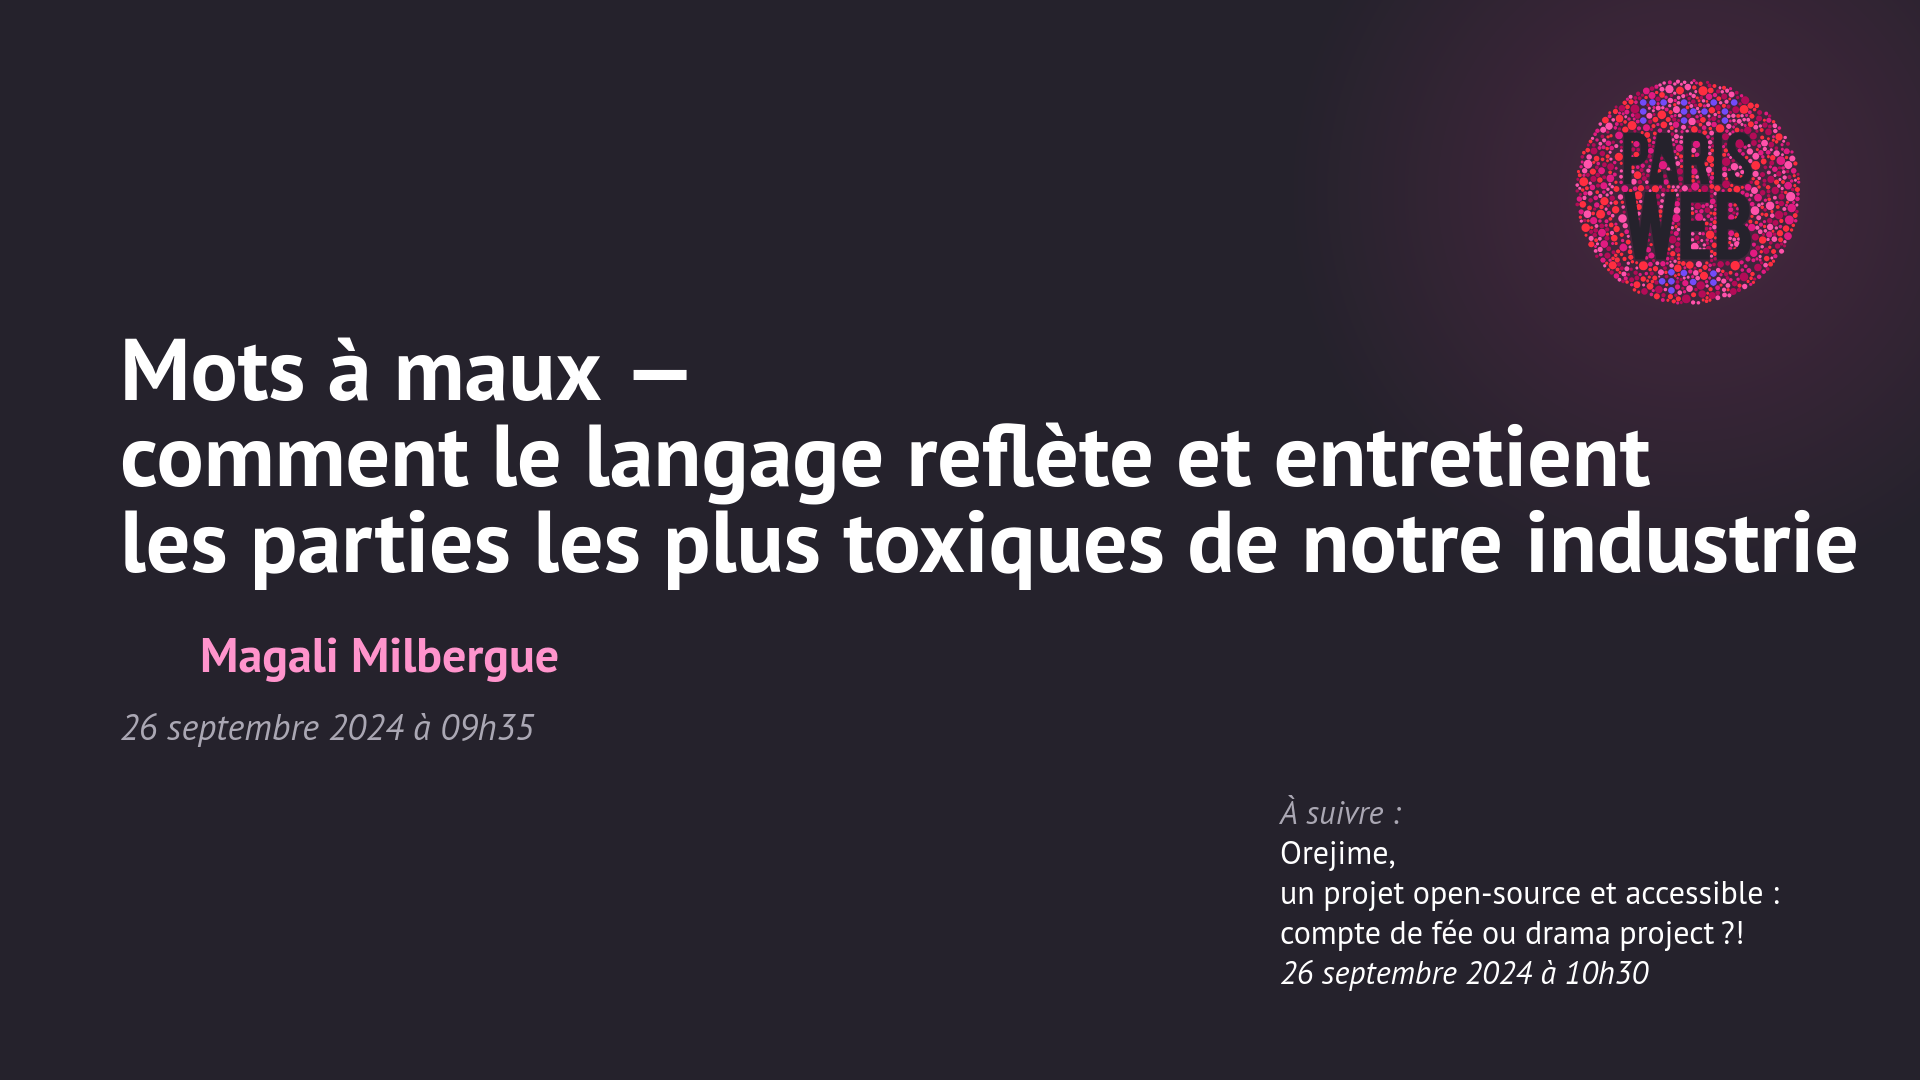 PARIS
WEB
Mots à maux —
comment le langage reflète et entretient
les parties les plus toxiques de notre industrie
Magali Milbergue
26 septembre 2024 à 09h35
À suivre :
Orejime,
un projet open-source et accessible :
compte de fée ou drama project ?!
26 septembre 2024 à 10h30